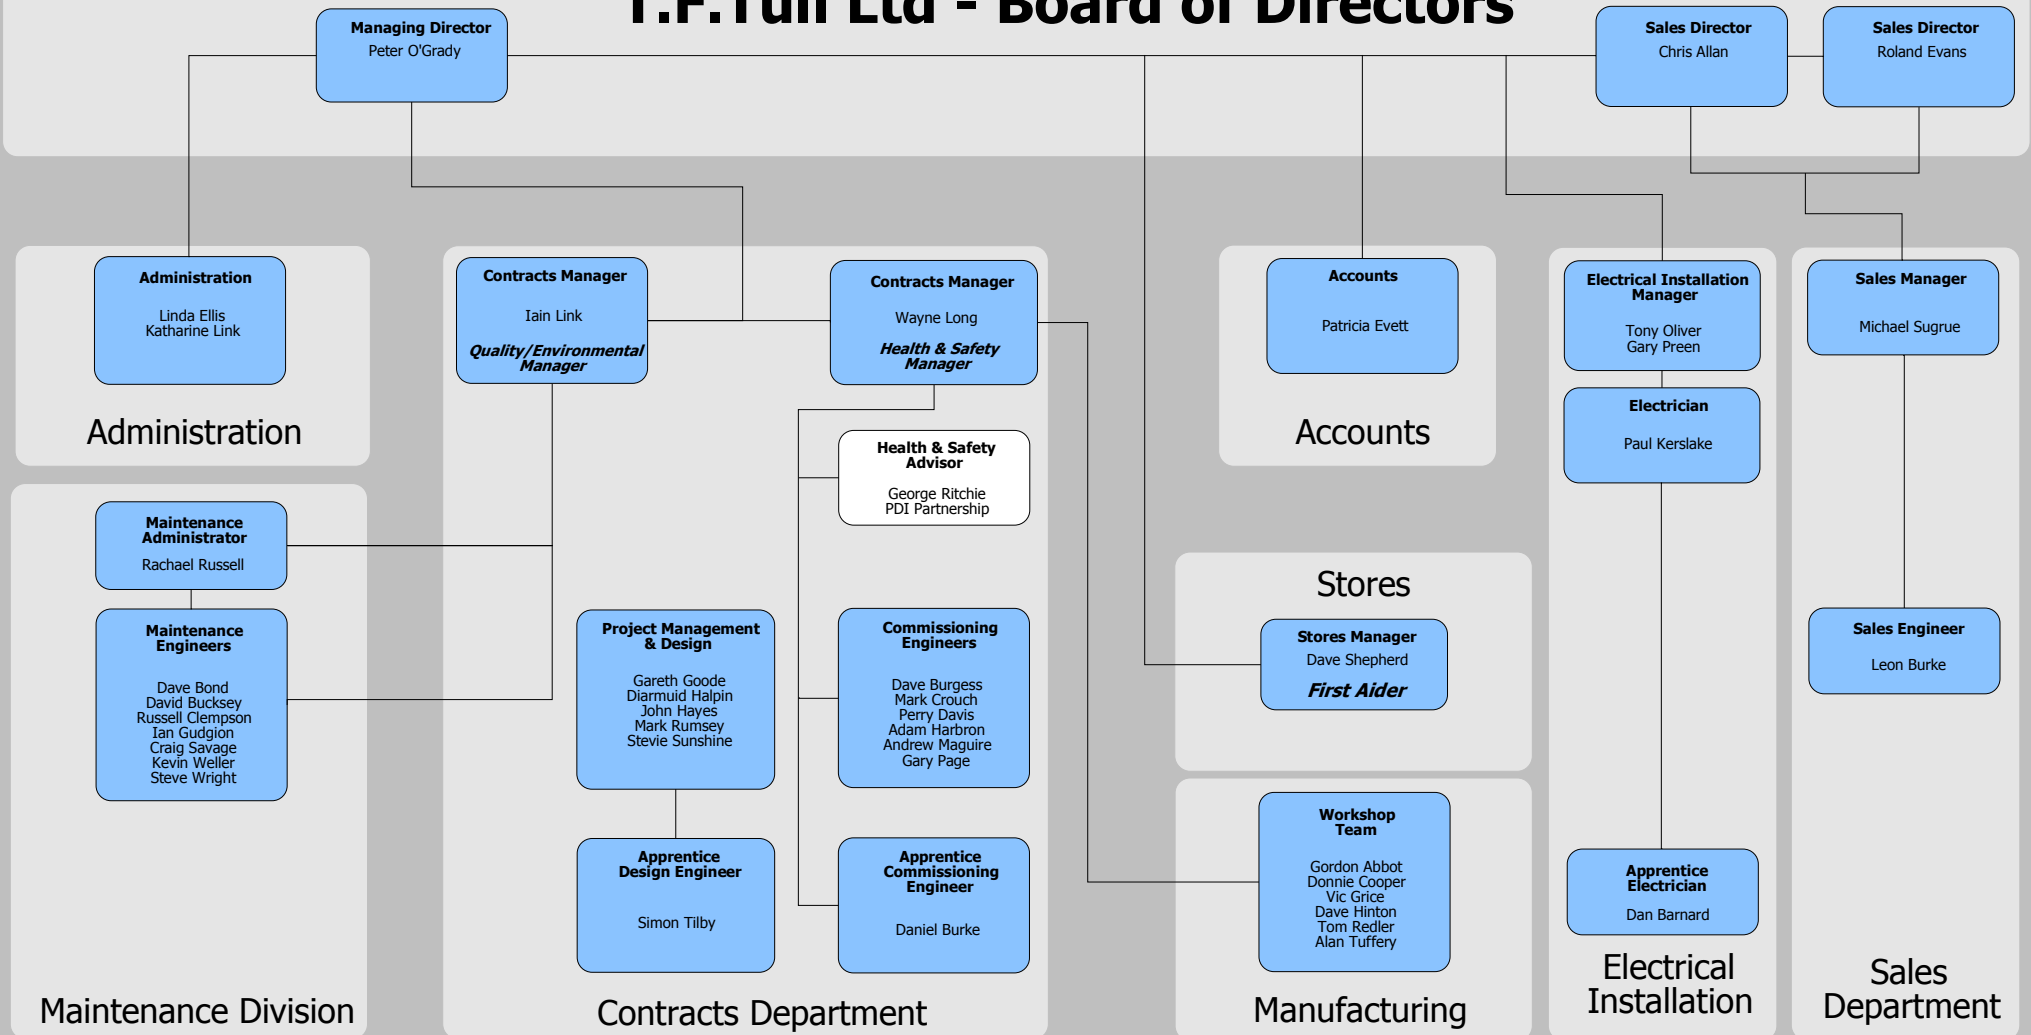 T.F.Tull Ltd - Board of Directors
Managing Director
Peter O'Grady
Sales Director
Chris Allan
Sales Director
Roland Evans
Administration
Linda Ellis
Katharine Link
Administration
Contracts Manager
Iain Link
Quality/Environmental
Manager
Contracts Manager
Wayne Long
Health & Safety
Manager
Health & Safety
Advisor
George Ritchie
PDI Partnership
Accounts
Patricia Evett
Accounts
Electrical Installation
Manager
Tony Oliver
Gary Preen
Electrician
Paul Kerslake
Sales Manager
Michael Sugrue
Maintenance
Administrator
Rachael Russell
Maintenance
Engineers
Dave Bond
David Bucksey
Russell Clempson
Ian Gudgion
Craig Savage
Kevin Weller
Steve Wright
Maintenance Division
Project Management
& Design
Gareth Goode
Diarmuid Halpin
John Hayes
Mark Rumsey
Stevie Sunshine
Commissioning
Engineers
Dave Burgess
Mark Crouch
Perry Davis
Adam Harbron
Andrew Maguire
Gary Page
Apprentice
Design Engineer
Simon Tilby
Apprentice
Commissioning
Engineer
Daniel Burke
Contracts Department
Stores
Stores Manager
Dave Shepherd
First Aider
Workshop
Team
Gordon Abbot
Donnie Cooper
Vic Grice
Dave Hinton
Tom Redler
Alan Tuffery
Manufacturing
Apprentice
Electrician
Dan Barnard
Electrical
Installation
Sales Engineer
Leon Burke
Sales
Department